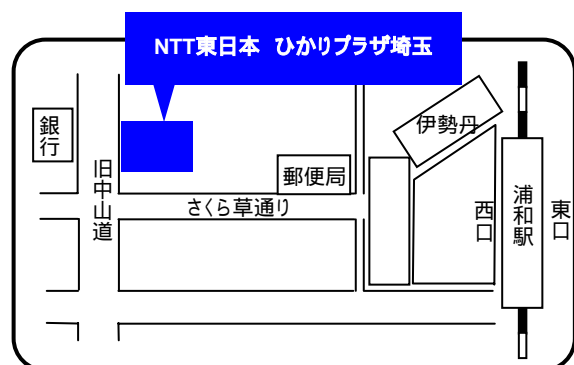 NTT東日本 ひかりプラザ埼玉
銀行
伊勢丹
旧中山道
郵便局
さくら草通り
西口
浦和駅
東口